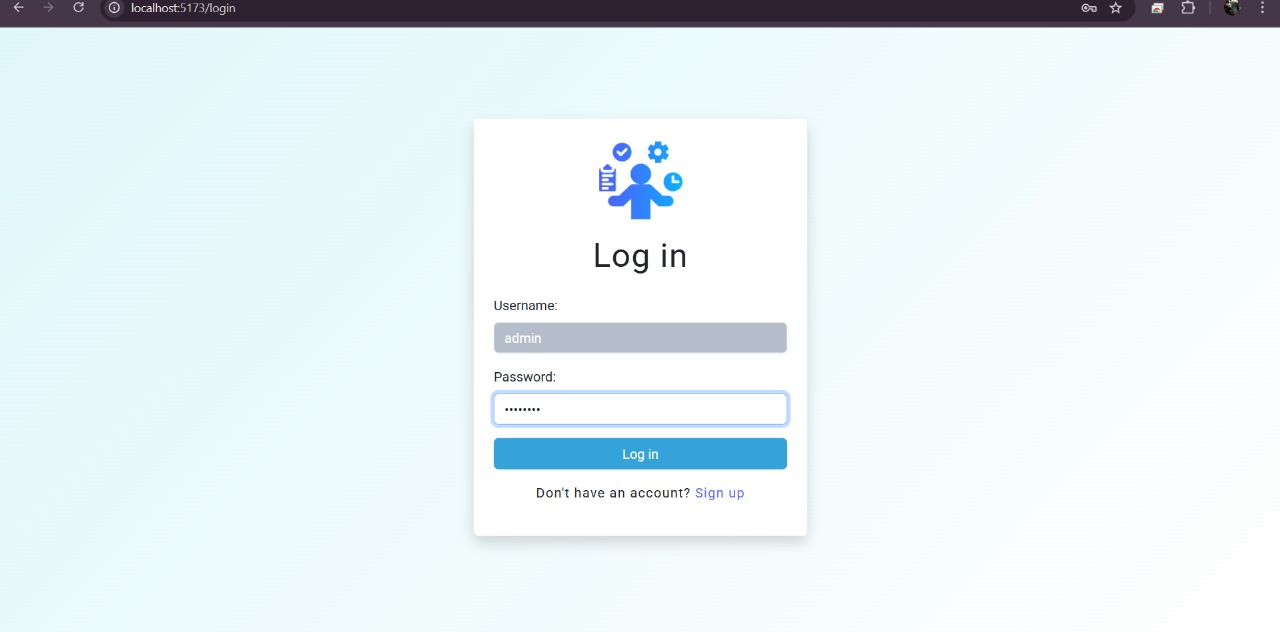 localhost:5173/login
Log in
Username:
admin
Password:
••••••••
Log in
Don't have an account? Sign up